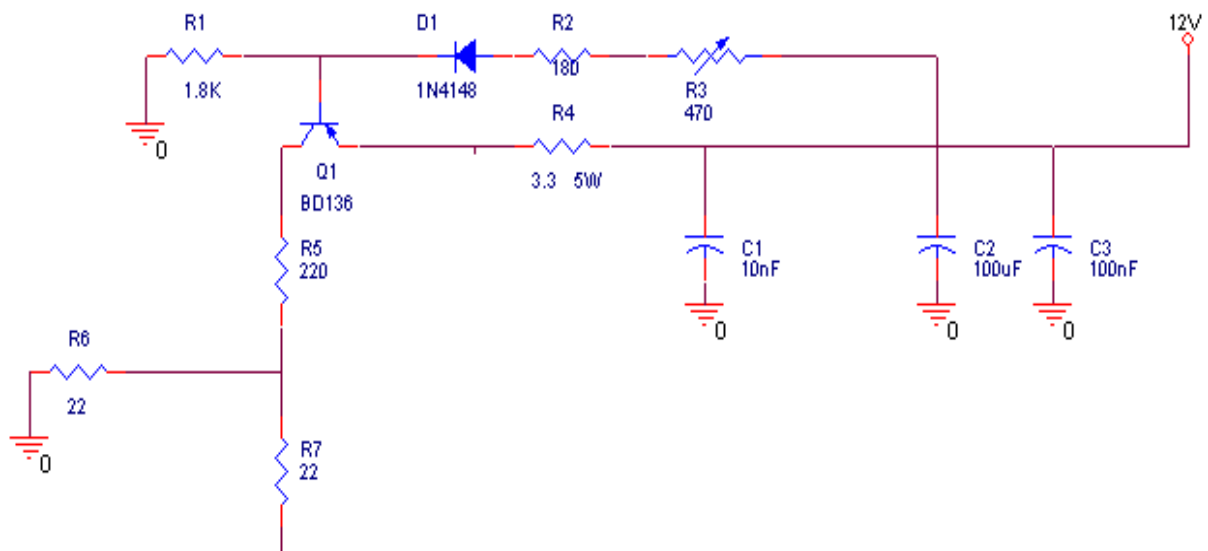 12V
R1
D1
R2
180
1.8K
1N4148
R3
470
R4
0
Q1
3.3 5W
BD136
R5
220
C1
10nF
C2
100uF
C3
100nF
0
0
0
R6
22
R7
22
0